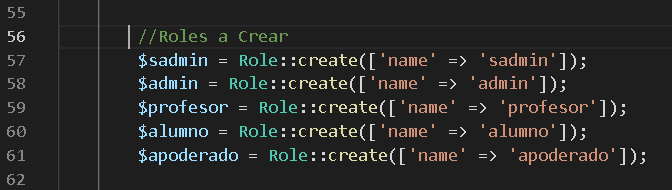 55
56 //Roles a Crear
57 $sadmin = Role::create(['name' => 'sadmin']);
58 $admin = Role::create(['name' => 'admin']);
59 $profesor = Role::create(['name' => 'profesor']);
60 $alumno = Role::create(['name' => 'alumno']);
61 $apoderado = Role::create(['name' => 'apoderado']);
62